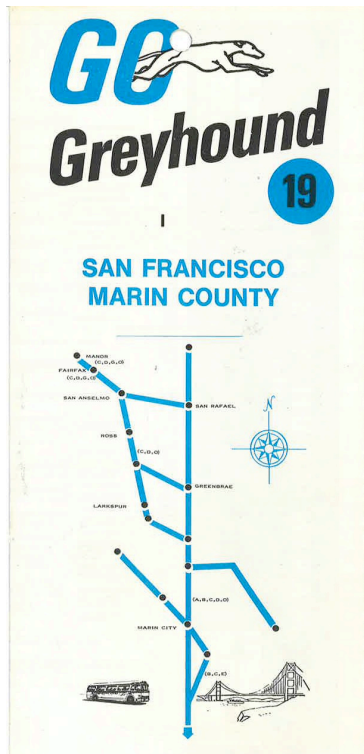 GO
Greyhound
19
I
SAN FRANCISCO
MARIN COUNTY
MANOR
(C,D,G,O)
FAIRFAX
(C,D,G,O)
SAN ANSELMO
SAN RAFAEL
N
ROSS
(C,D,O)
GREENBRAE
LARKSPUR
(A,B,C,D,O)
MARIN CITY
(B,C,E)